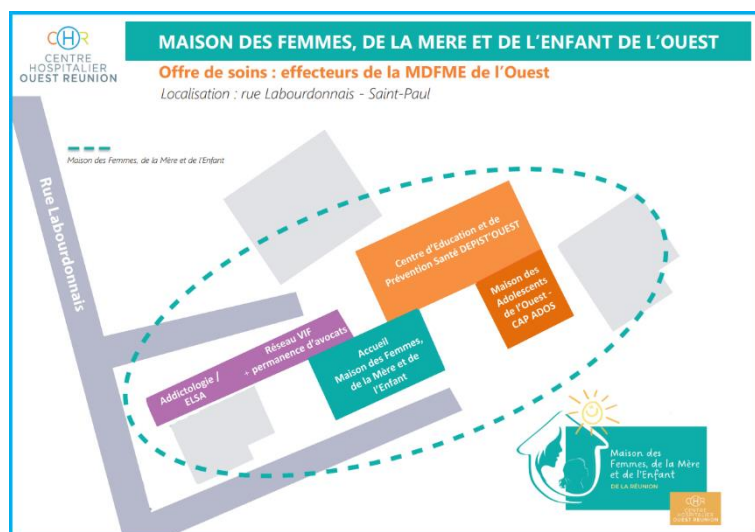 CHR
CENTRE
HOSPITALIER
OUEST REUNION
MAISON DES FEMMES, DE LA MERE ET DE L'ENFANT DE L'OUEST
Offre de soins : effecteurs de la MDFME de l'Ouest
Localisation : rue Labourdonnais - Saint-Paul
Maison des Femmes, de la Mère et de l'Enfant
Rue Labourdonnais
Centre d'Education et de
Prévention Santé DEPIST'OUEST
Maison des
Adolescents
de l'Ouest -
CAP ADOS
Réseau VIF
+ permanence d'avocats
Addictologie /
ELSA
Accueil
Maison des Femmes,
de la Mère et de
l'Enfant
Maison des
Femmes, de la Mère
et de l'Enfant
DE LA RÉUNION
CHR
CENTRE
HOSPITALIER
OUEST REUNION